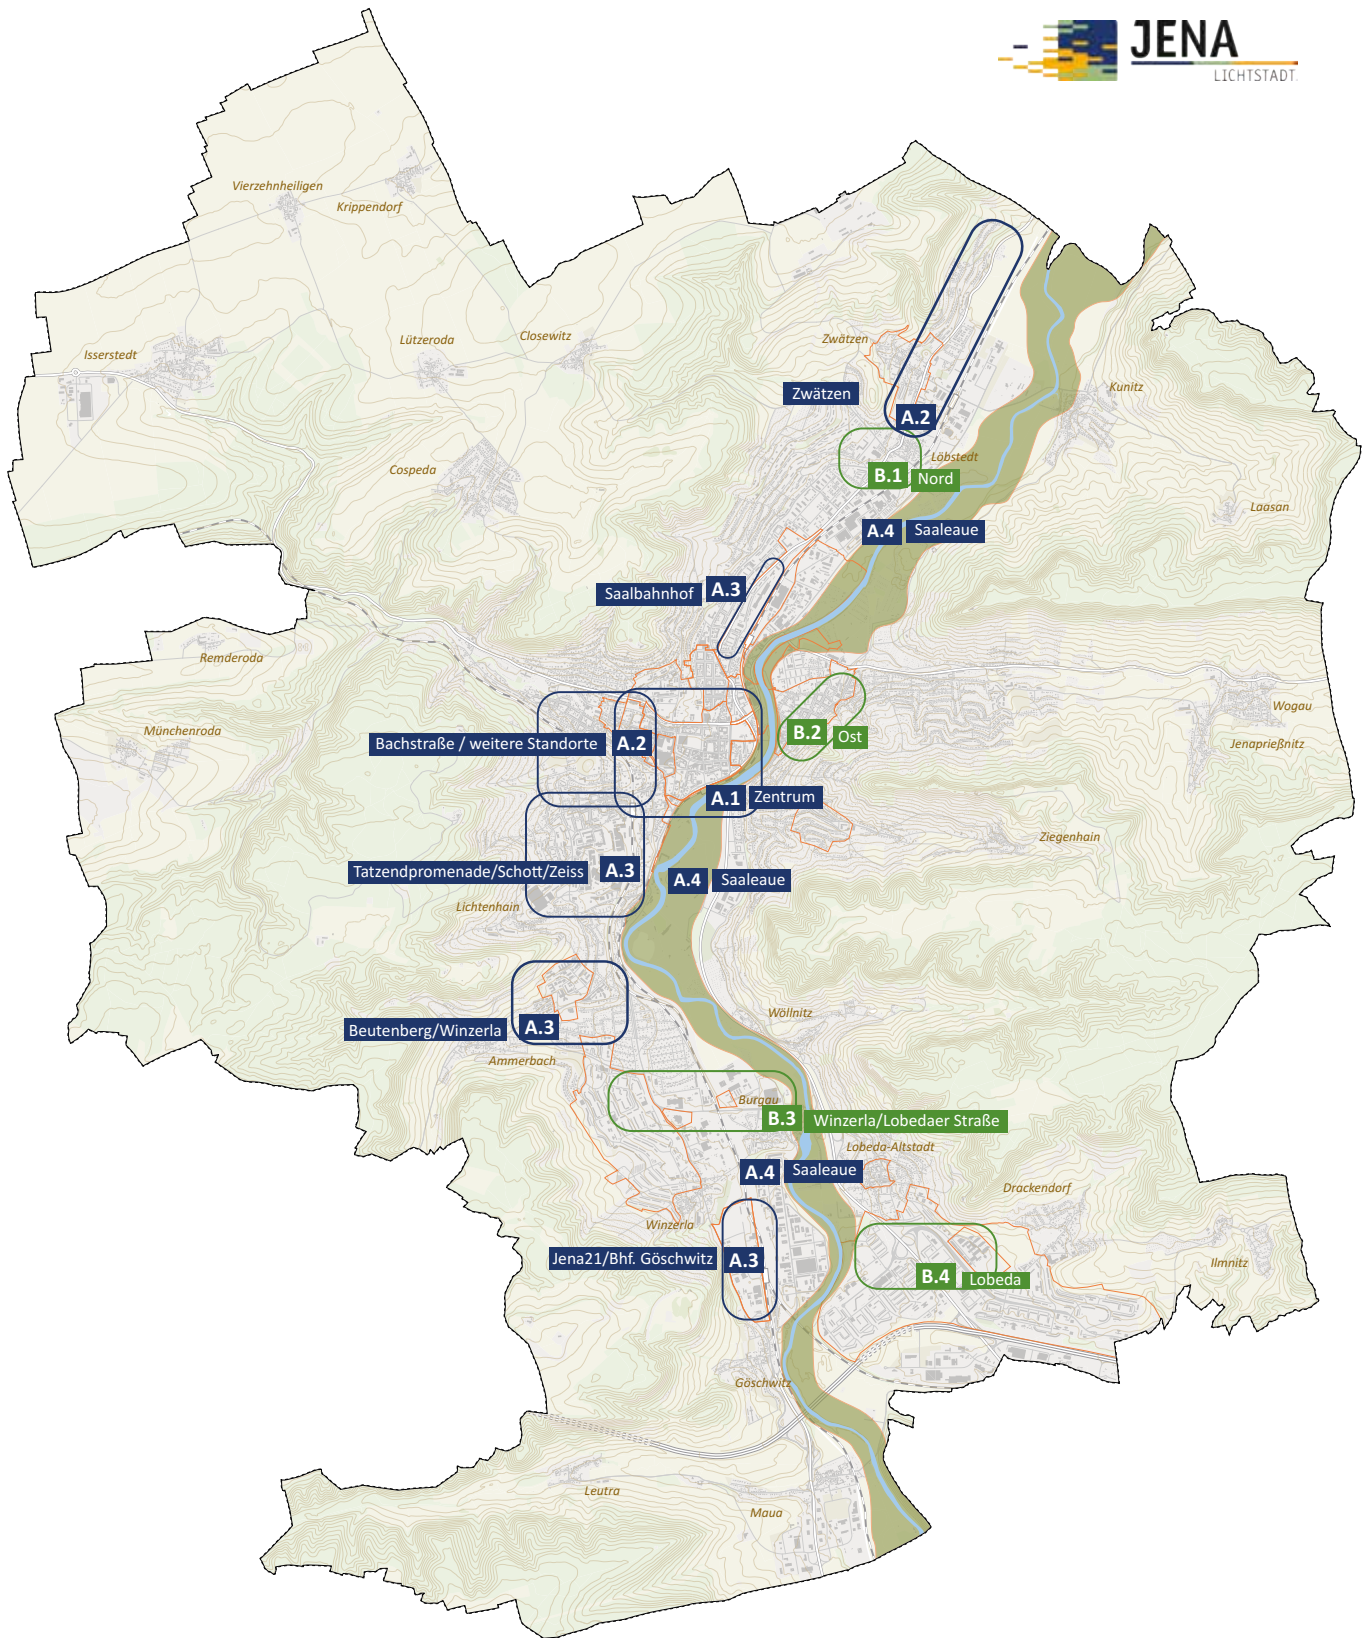 JENA
LICHTSTADT
Vierzehnheiligen
Krippendorf
Isserstedt
Lützeroda
Closewitz
Zwätzen
Kunitz
Zwätzen
A.2
Cospeda
Löbstedt
B.1 Nord
Laasan
A.4 Saaleaue
Saalbahnhof A.3
Remderoda
Münchenroda
Wogau
Jenaprießnitz
Bachstraße / weitere Standorte A.2
B.2 Ost
A.1 Zentrum
Ziegenhain
Tatzendpromenade/Schott/Zeiss A.3
A.4 Saaleaue
Lichtenhain
Wöllnitz
Beutenberg/Winzerla A.3
Ammerbach
Burgau
B.3 Winzerla/Lobedaer Straße
Lobeda-Altstadt
A.4 Saaleaue
Drackendorf
Winzerla
Jena21/Bhf. Göschwitz A.3
Ilmnitz
B.4 Lobeda
Göschwitz
Leutra
Maua